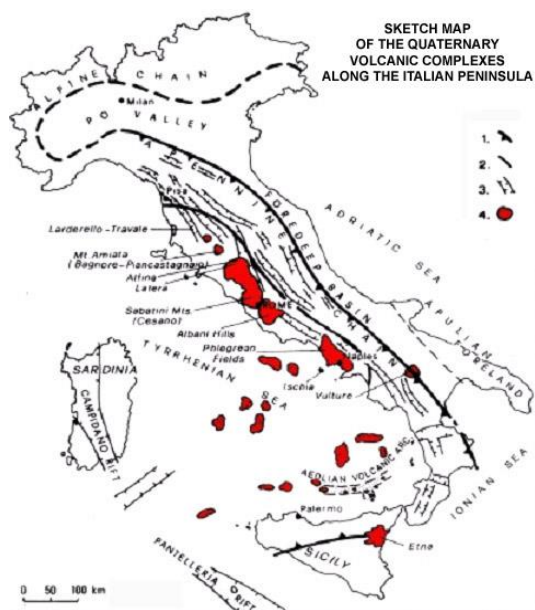 SKETCH MAP
OF THE QUATERNARY
VOLCANIC COMPLEXES
ALONG THE ITALIAN PENINSULA
ALPINE CHAIN
Milan
PO VALLEY
1.
2.
3.
4.
APENNINE CHAIN
FOREDEEP BASIN
ADRIATIC SEA
APULIAN
FORELAND
Pisa
Larderello-Travale
Mt Amiata
(Bagnore-Piancastagnaio)
Alfina
Latera
Sabatini Mts.
(Cesano)
ROME
Albani Hills
Phlegrean
Fields
Naples
Ischia
Vulture
TYRRHENIAN
SEA
SARDINIA
CAMPIDANO RIFT
AEOLIAN VOLCANIC ARC
IONIAN SEA
Palermo
Etna
SICILY
PANTELLERIA
RIFT
0 50 100 km